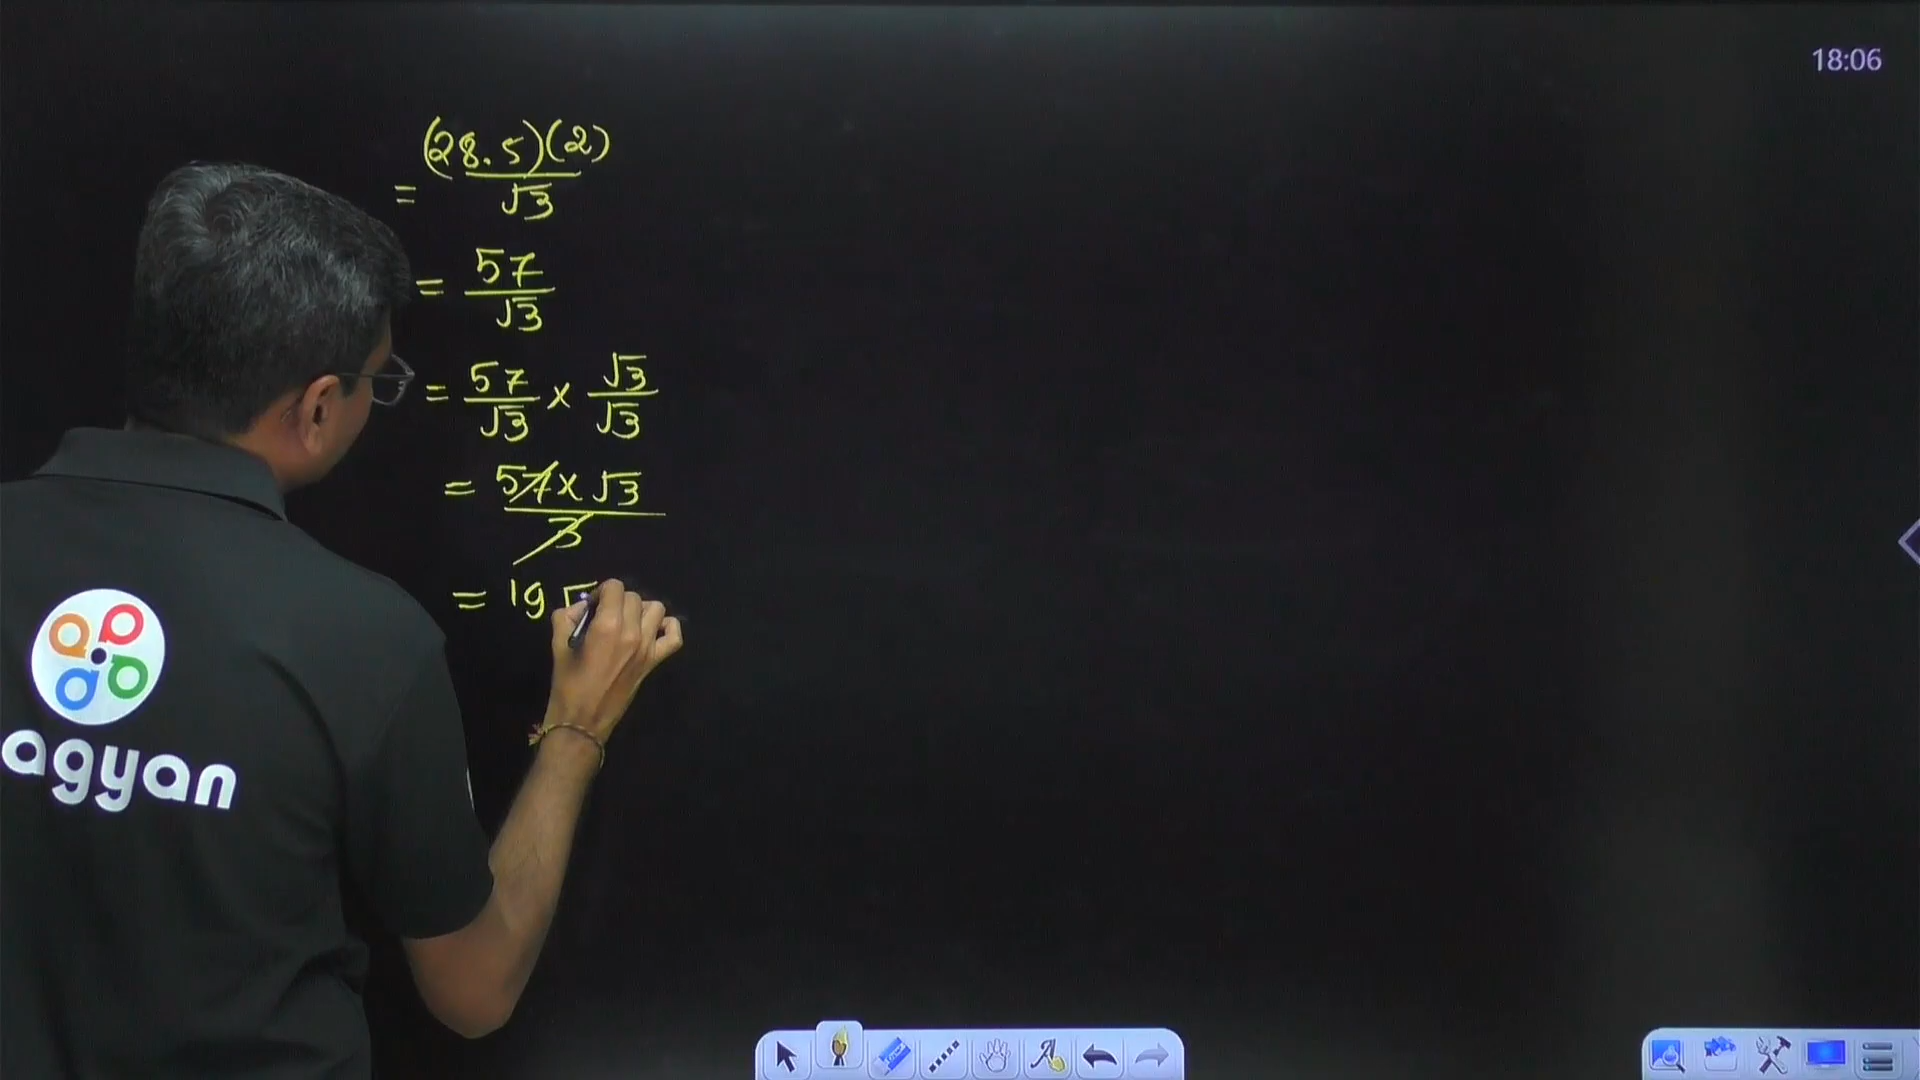 18:06
= (28.5)(2) / √3
= 57 / √3
= 57/√3 × √3/√3
= 57 × √3 / 3
= 19 √
agyan